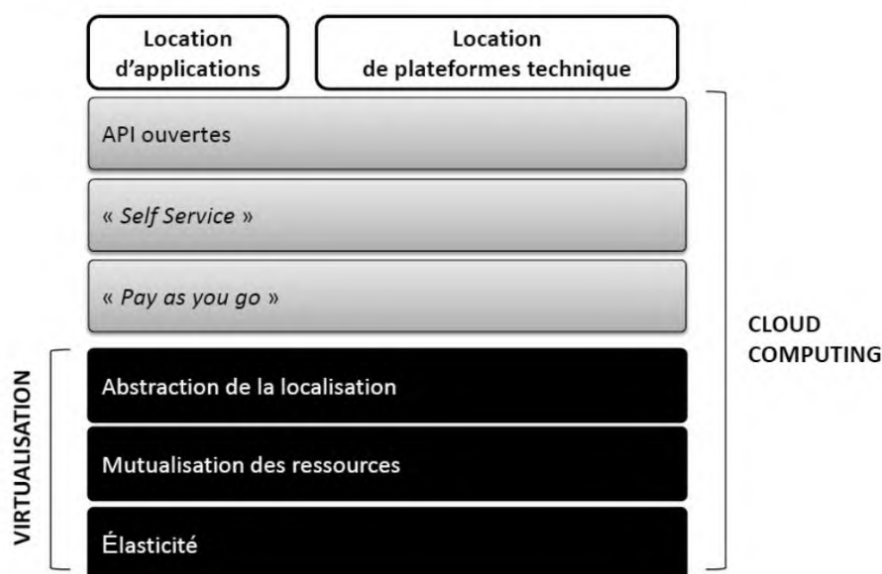 Location
d'applications
Location
de plateformes technique
API ouvertes
« Self Service »
« Pay as you go »
Abstraction de la localisation
Mutualisation des ressources
Élasticité
VIRTUALISATION
CLOUD
COMPUTING